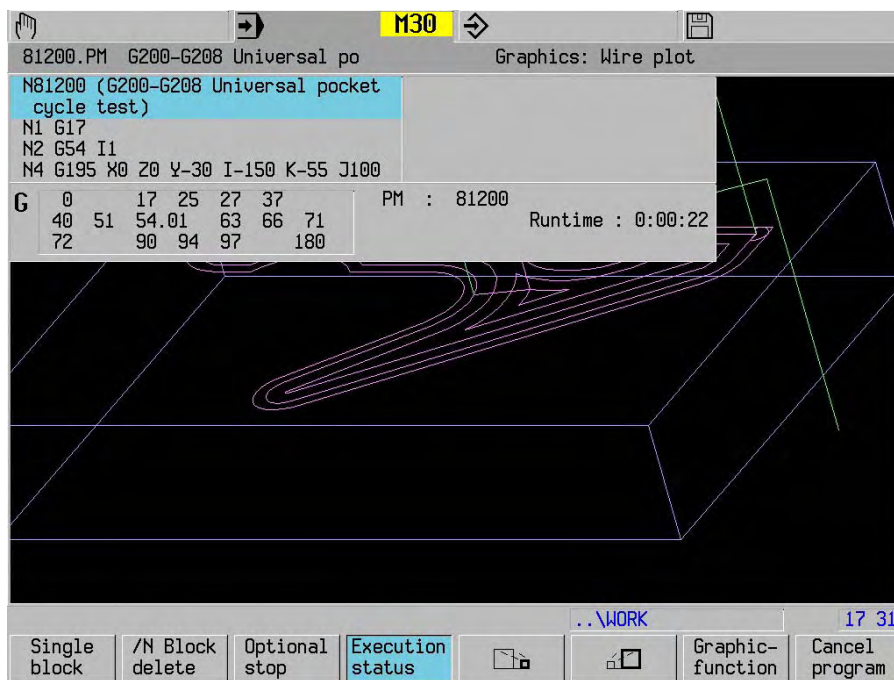 M30
81200.PM G200-G208 Universal po Graphics: Wire plot
N81200 (G200-G208 Universal pocket
cycle test)
N1 G17
N2 G54 I1
N4 G195 X0 Z0 Y-30 I-150 K-55 J100
G 0 17 25 27 37 PM : 81200
40 51 54.01 63 66 71 Runtime : 0:00:22
72 90 94 97 180
..\WORK 17 31
Single block
/N Block delete
Optional stop
Execution status
Graphic-function
Cancel program